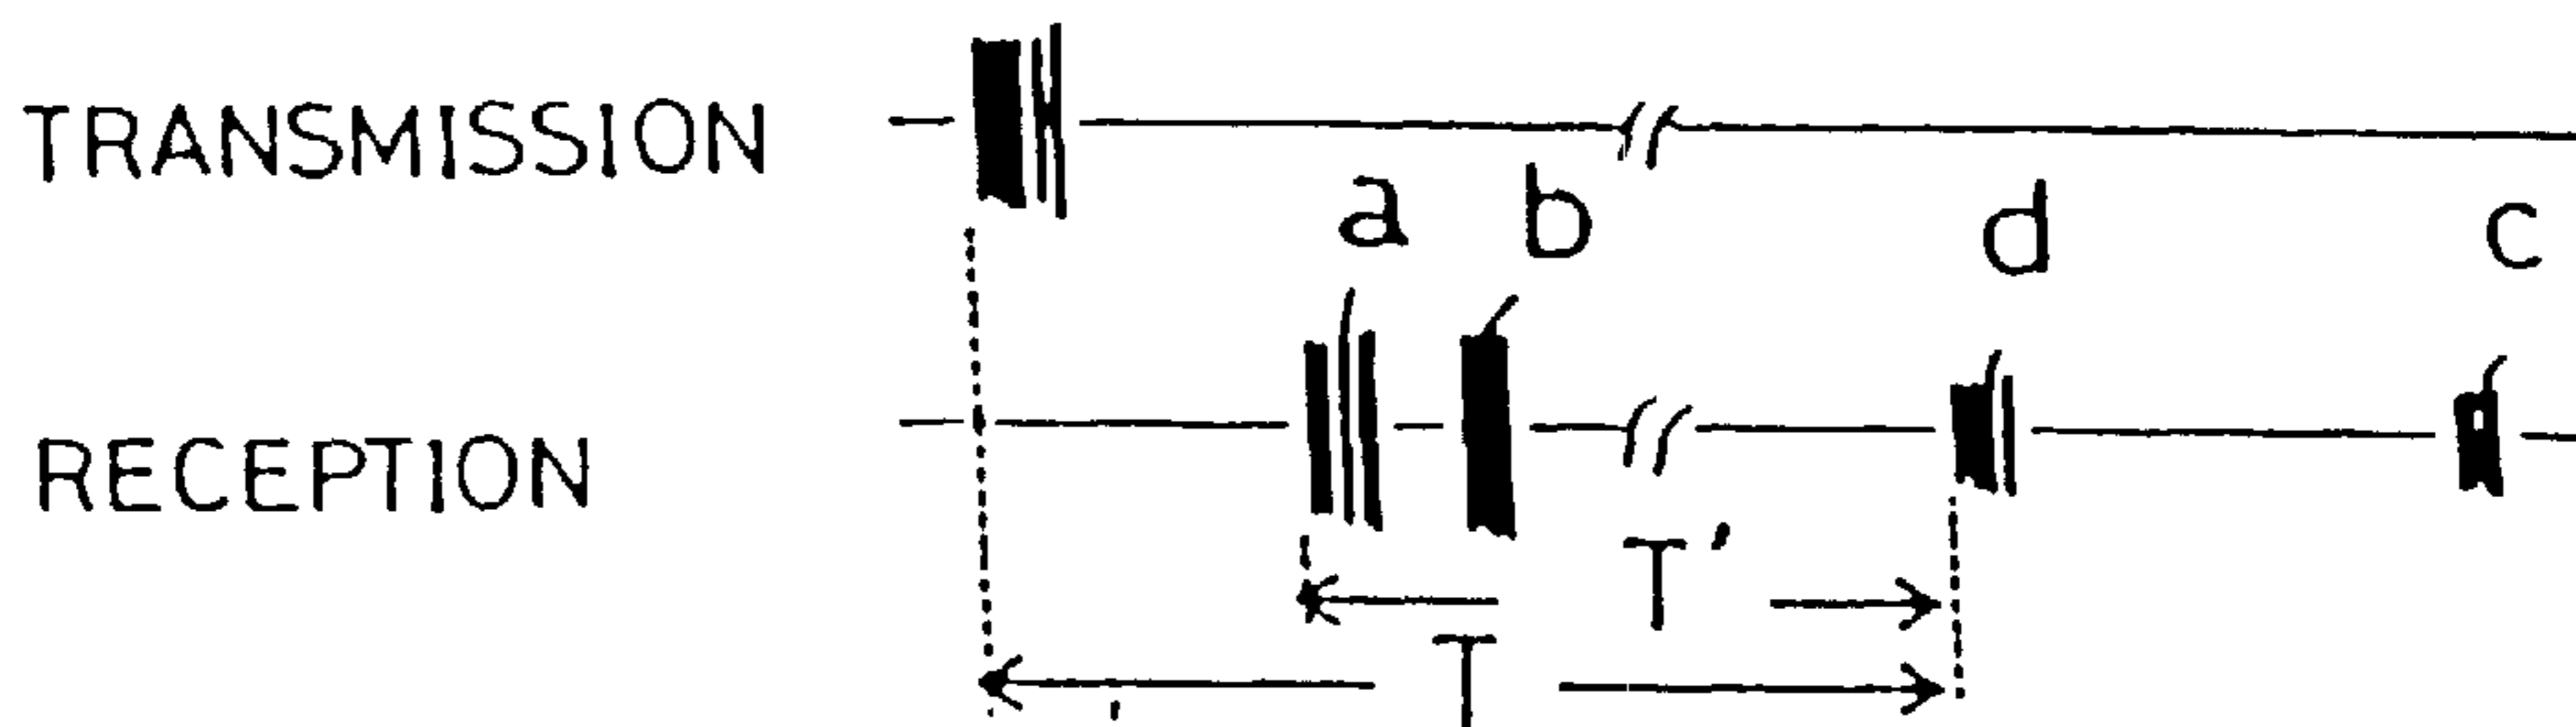 TRANSMISSION
a b d c
RECEPTION
T'
T